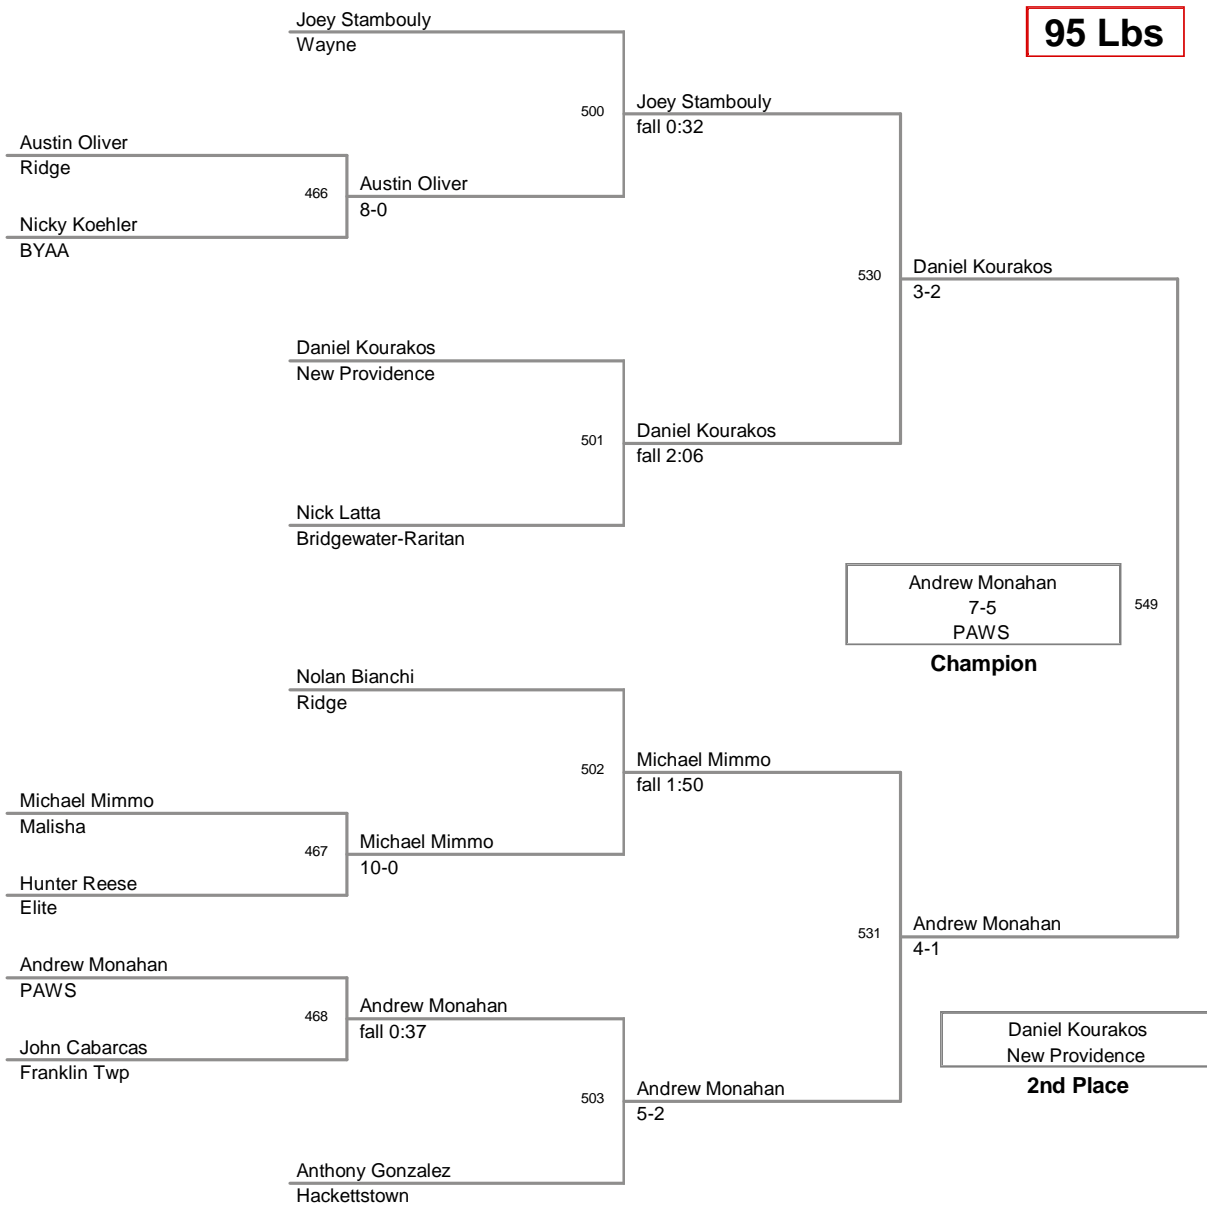 95 Lbs
Joey Stambouly
Wayne
500
Joey Stambouly
fall 0:32
Austin Oliver
Ridge
466
Austin Oliver
8-0
Nicky Koehler
BYAA
530
Daniel Kourakos
3-2
Daniel Kourakos
New Providence
501
Daniel Kourakos
fall 2:06
Nick Latta
Bridgewater-Raritan
Andrew Monahan
7-5
PAWS
549
Champion
Nolan Bianchi
Ridge
502
Michael Mimmo
fall 1:50
Michael Mimmo
Malisha
467
Michael Mimmo
10-0
Hunter Reese
Elite
531
Andrew Monahan
4-1
Andrew Monahan
PAWS
468
Andrew Monahan
fall 0:37
John Cabarcas
Franklin Twp
Daniel Kourakos
New Providence
2nd Place
503
Andrew Monahan
5-2
Anthony Gonzalez
Hackettstown